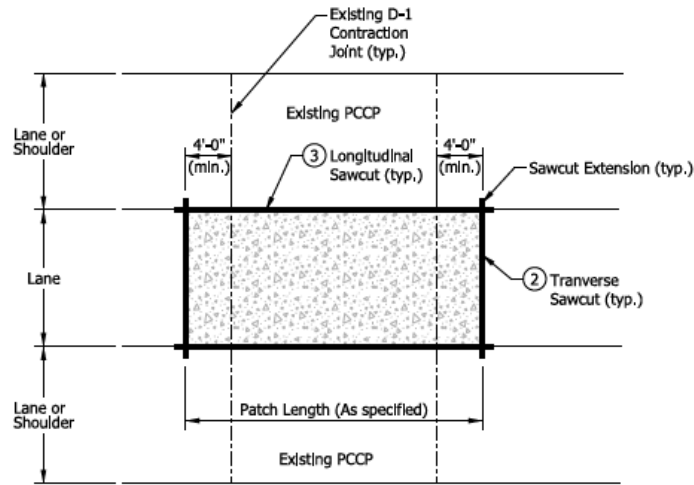 Existing D-1
Contraction
Joint (typ.)
Existing PCCP
Lane or
Shoulder
4'-0"
(min.)
3 Longitudinal
Sawcut (typ.)
4'-0"
(min.)
Sawcut Extension (typ.)
Lane
2 Tranverse
Sawcut (typ.)
Lane or
Shoulder
Patch Length (As specified)
Existing PCCP